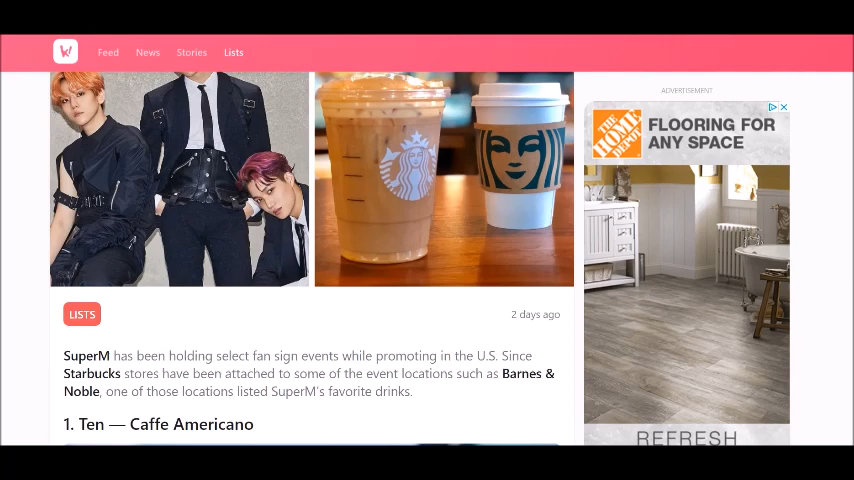 k!
Feed
News
Stories
Lists
ADVERTISEMENT
THE HOME DEPOT
FLOORING FOR
ANY SPACE
LISTS
2 days ago
SuperM has been holding select fan sign events while promoting in the U.S. Since
Starbucks stores have been attached to some of the event locations such as Barnes &
Noble, one of those locations listed SuperM's favorite drinks.
1. Ten — Caffe Americano
REFRESH